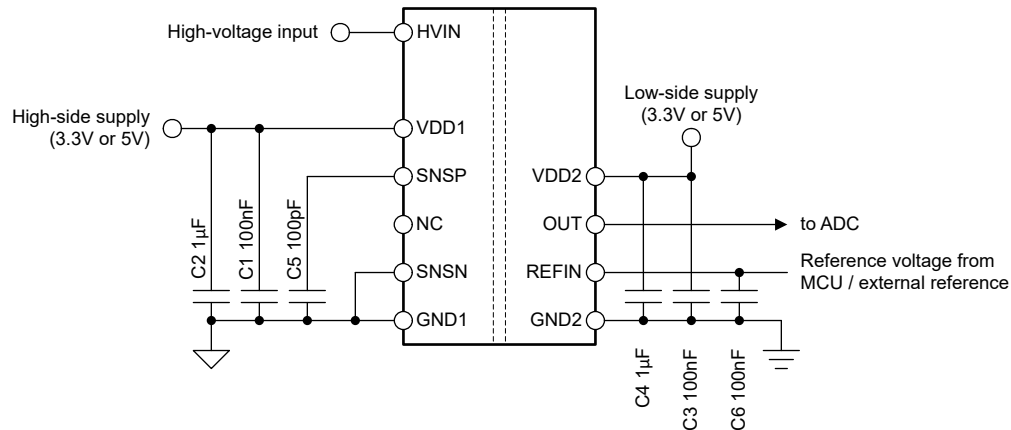 High-voltage input
HVIN
High-side supply
(3.3V or 5V)
VDD1
SNSP
NC
SNSN
GND1
C2 1µF
C1 100nF
C5 100pF
Low-side supply
(3.3V or 5V)
VDD2
OUT
to ADC
REFIN
Reference voltage from
MCU / external reference
GND2
C4 1µF
C3 100nF
C6 100nF